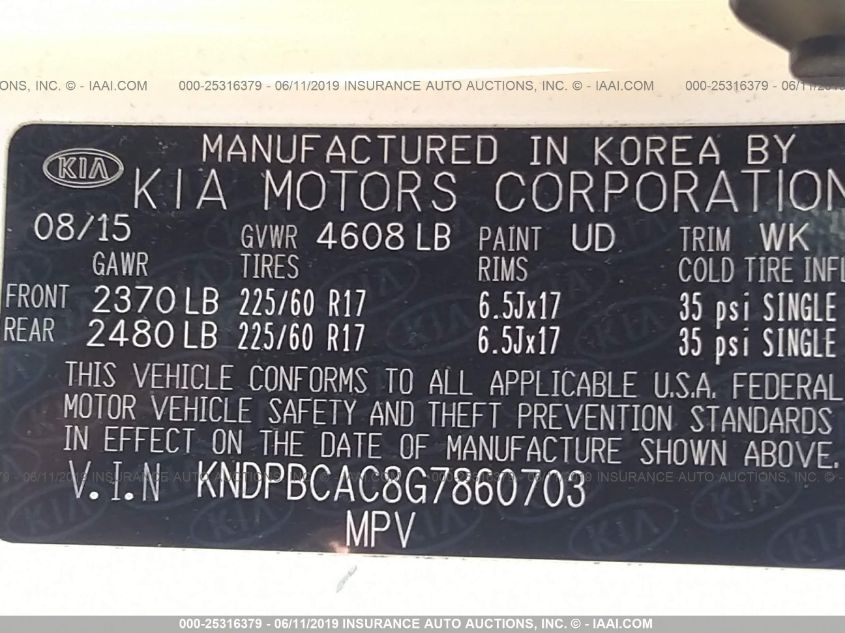 000-25316379 - 06/11/2019 INSURANCE AUTO AUCTIONS, INC. © - IAAI.COM
KIA
MANUFACTURED IN KOREA BY
KIA MOTORS CORPORATION
08/15 GVWR 4608 LB PAINT UD TRIM WK
GAWR TIRES RIMS COLD TIRE INFL
FRONT 2370 LB 225/60 R17 6.5Jx17 35 psi SINGLE
REAR 2480 LB 225/60 R17 6.5Jx17 35 psi SINGLE
THIS VEHICLE CONFORMS TO ALL APPLICABLE U.S.A. FEDERAL
MOTOR VEHICLE SAFETY AND THEFT PREVENTION STANDARDS
IN EFFECT ON THE DATE OF MANUFACTURE SHOWN ABOVE.
V.I.N KNDPBCAC8G7860703
MPV
000-25316379 - 06/11/2019 INSURANCE AUTO AUCTIONS, INC. © - IAAI.COM